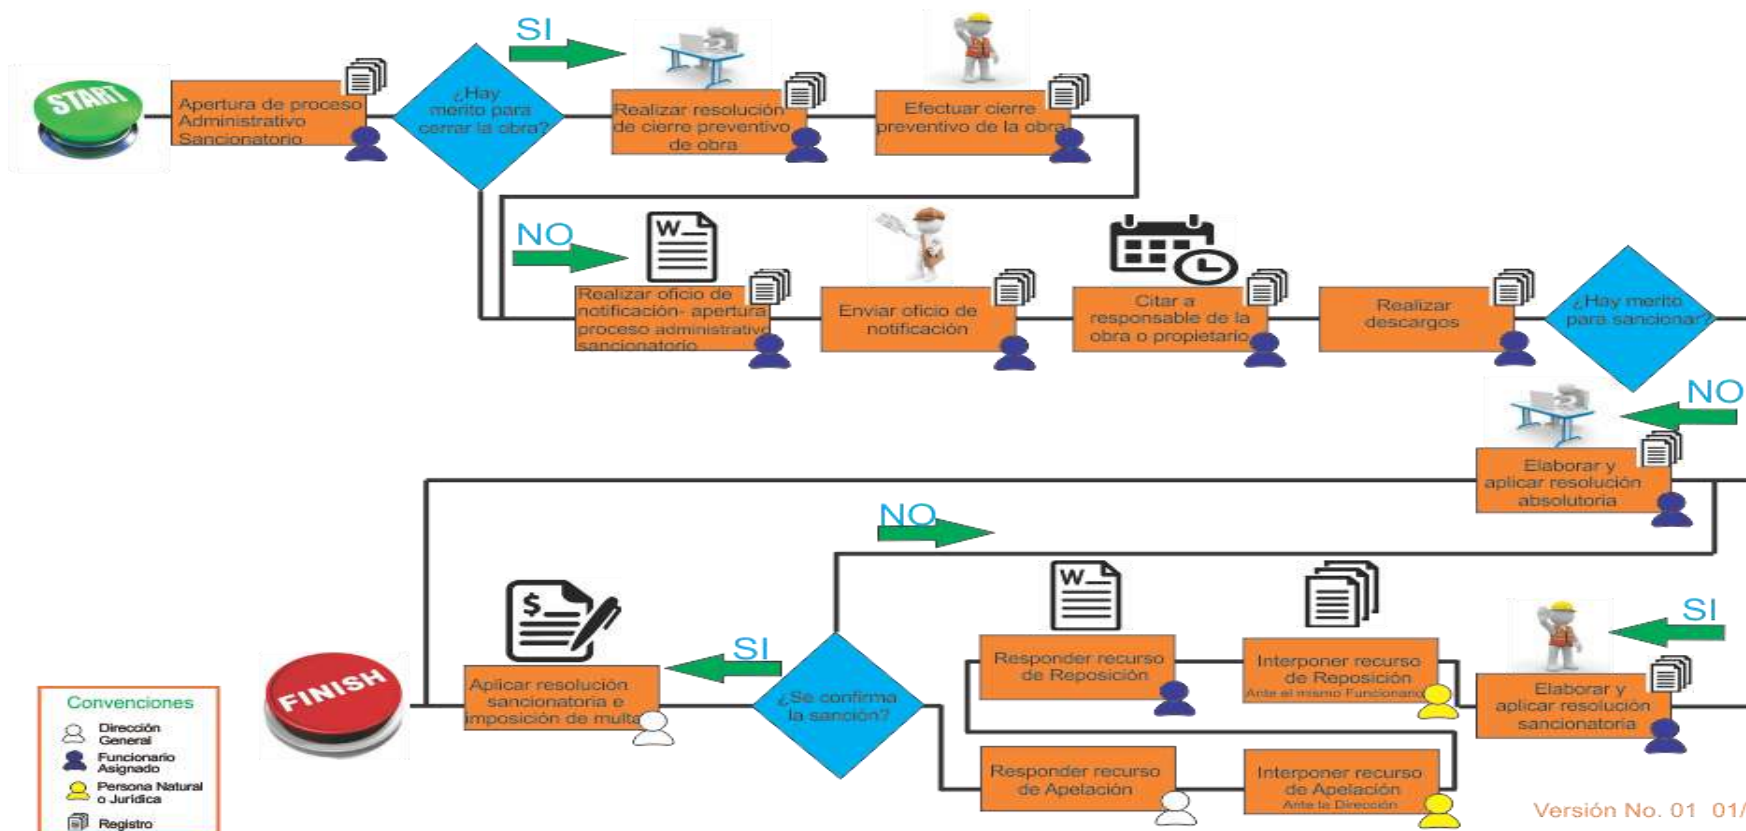 START
Apertura de proceso
Administrativo
Sancionatorio
¿Hay
merito para
cerrar la obra?
SI
Realizar resolución
de cierre preventivo
de obra
Efectuar cierre
preventivo de la obra
NO
W
Realizar oficio de
notificación- apertura
proceso administrativo
sancionatorio
Enviar oficio de
notificación
Citar a
responsable de la
obra o propietario
Realizar
descargos
¿Hay merito
para sancionar?
NO
Elaborar y
aplicar resolución
absolutoria
NO
SI
Elaborar y
aplicar resolución
sancionatoria
Interponer recurso
de Reposición
Ante el mismo Funcionario
W
Responder recurso
de Reposición
Interponer recurso
de Apelación
Ante la Dirección
Responder recurso
de Apelación
¿Se confirma
la sanción?
SI
$
Aplicar resolución
sancionatoria e
imposición de multa
FINISH
Convenciones
Dirección
General
Funcionario
Asignado
Persona Natural
o Jurídica
Registro
Versión No. 01 01/